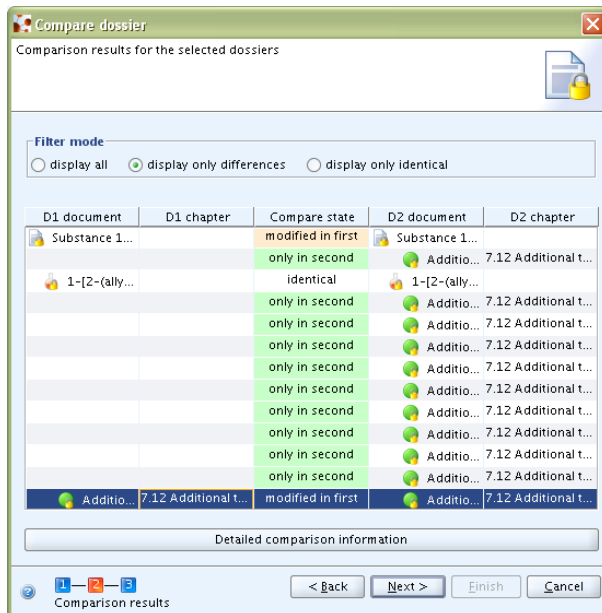 Compare dossier
Comparison results for the selected dossiers
Filter mode
display all display only differences display only identical
D1 document D1 chapter Compare state D2 document D2 chapter
Substance 1... modified in first Substance 1...
only in second Additio... 7.12 Additional t...
1-[2-(ally... identical 1-[2-(ally...
only in second Additio... 7.12 Additional t...
only in second Additio... 7.12 Additional t...
only in second Additio... 7.12 Additional t...
only in second Additio... 7.12 Additional t...
only in second Additio... 7.12 Additional t...
only in second Additio... 7.12 Additional t...
only in second Additio... 7.12 Additional t...
only in second Additio... 7.12 Additional t...
only in second Additio... 7.12 Additional t...
Additio... 7.12 Additional t... modified in first Additio... 7.12 Additional t...
Detailed comparison information
1 2 3
Comparison results
< Back Next > Finish Cancel